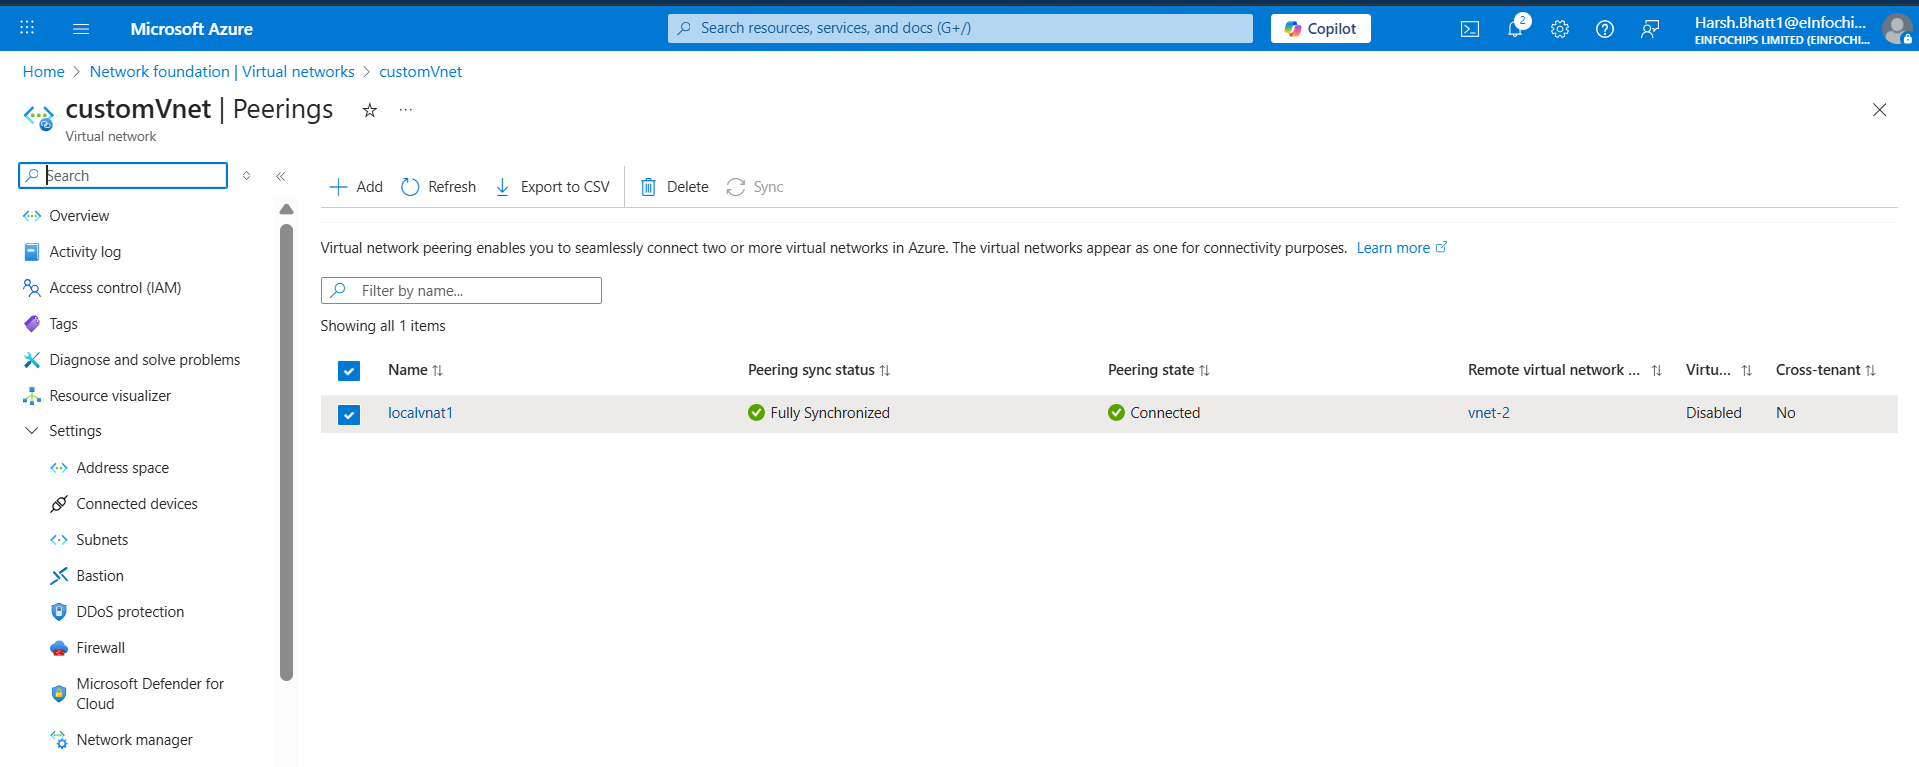 Microsoft Azure
Search resources, services, and docs (G+/)
Copilot
2
Harsh.Bhatt1@eInfochi...
EINFOCHIPS LIMITED (EINFOCHI...
Home > Network foundation | Virtual networks > customVnet
customVnet | Peerings
Virtual network
Search
Overview
Activity log
Access control (IAM)
Tags
Diagnose and solve problems
Resource visualizer
Settings
Address space
Connected devices
Subnets
Bastion
DDoS protection
Firewall
Microsoft Defender for
Cloud
Network manager
Add Refresh Export to CSV Delete Sync
Virtual network peering enables you to seamlessly connect two or more virtual networks in Azure. The virtual networks appear as one for connectivity purposes. Learn more
Filter by name...
Showing all 1 items
Name Peering sync status Peering state Remote virtual network ... Virtu... Cross-tenant
localvnat1 Fully Synchronized Connected vnet-2 Disabled No